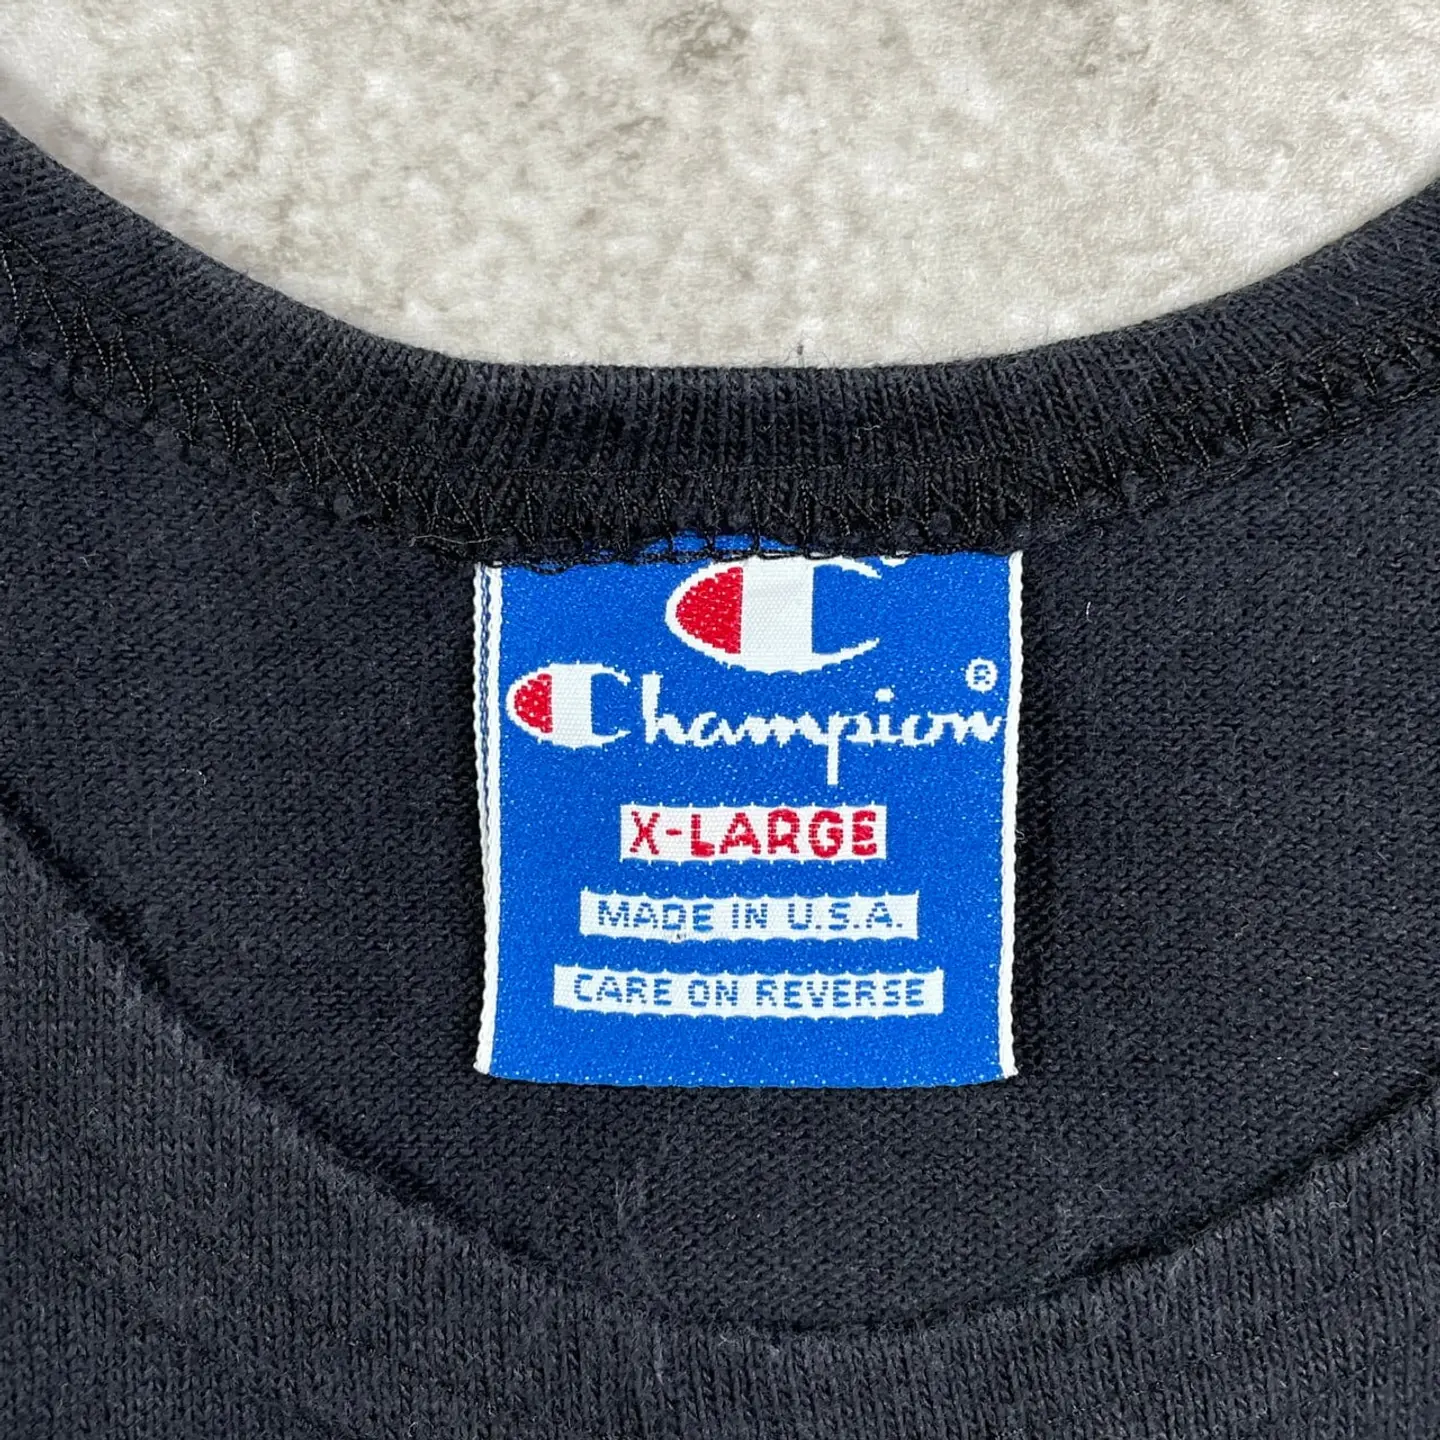 C
Champion®
X-LARGE
MADE IN U.S.A.
CARE ON REVERSE